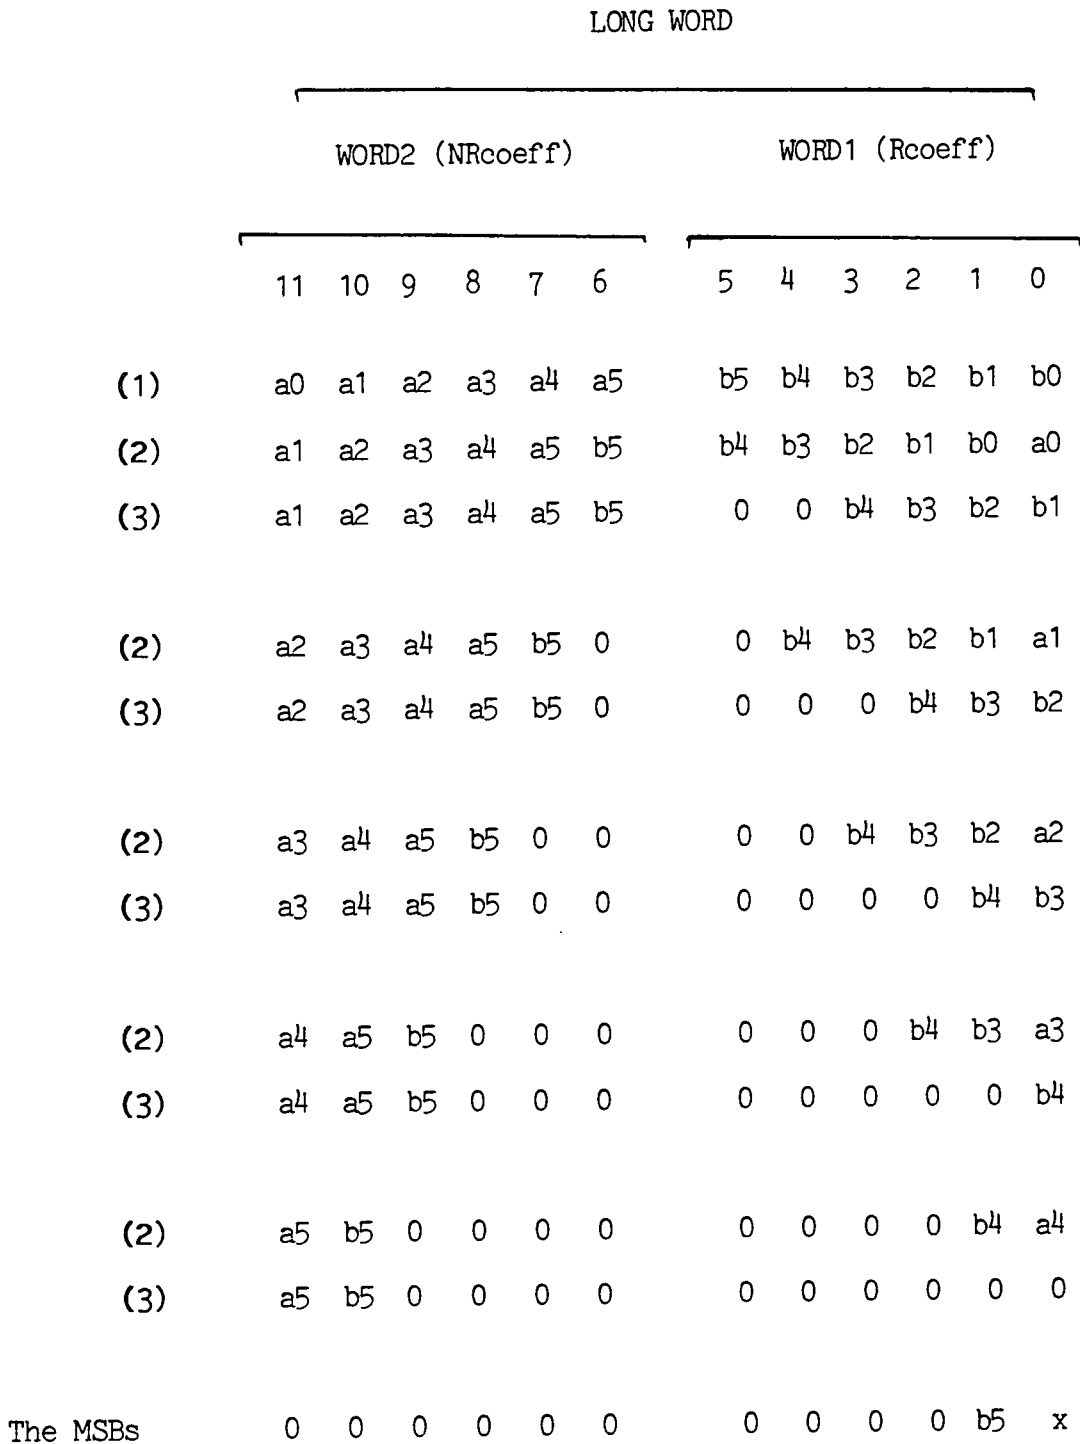 LONG WORD
WORD2 (NRcoeff) WORD1 (Rcoeff)
11 10 9 8 7 6 5 4 3 2 1 0
(1) a0 a1 a2 a3 a4 a5 b5 b4 b3 b2 b1 b0
(2) a1 a2 a3 a4 a5 b5 b4 b3 b2 b1 b0 a0
(3) a1 a2 a3 a4 a5 b5 0 0 b4 b3 b2 b1
(2) a2 a3 a4 a5 b5 0 0 b4 b3 b2 b1 a1
(3) a2 a3 a4 a5 b5 0 0 0 0 b4 b3 b2
(2) a3 a4 a5 b5 0 0 0 0 b4 b3 b2 a2
(3) a3 a4 a5 b5 0 0 0 0 0 0 b4 b3
(2) a4 a5 b5 0 0 0 0 0 0 b4 b3 a3
(3) a4 a5 b5 0 0 0 0 0 0 0 0 b4
(2) a5 b5 0 0 0 0 0 0 0 0 b4 a4
(3) a5 b5 0 0 0 0 0 0 0 0 0 0
The MSBs 0 0 0 0 0 0 0 0 0 0 b5 x